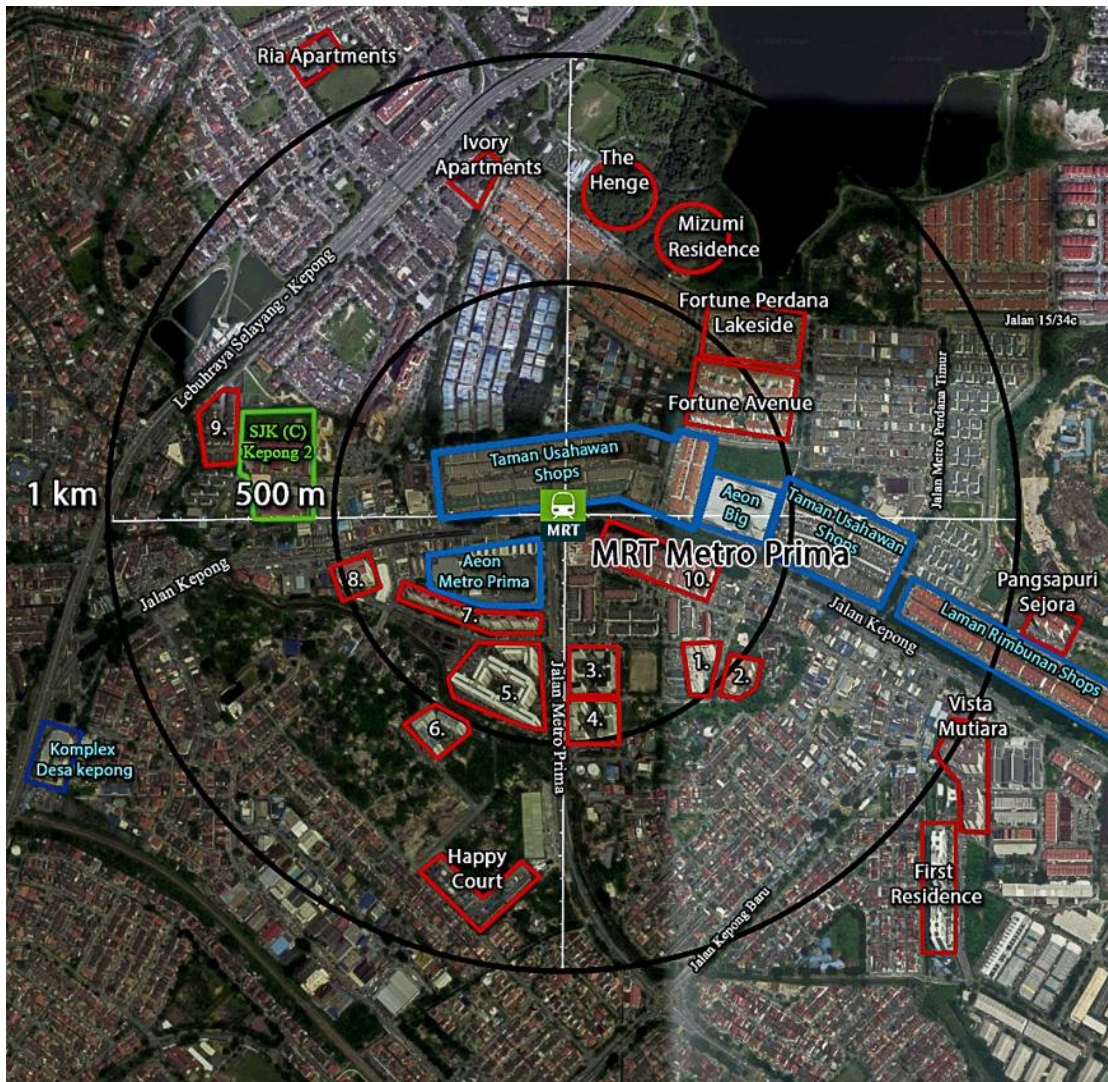 Ria Apartments
Ivory
Apartments
The
Henge
Mizumi
Residence
Fortune Perdana
Lakeside
Jalan 15/34c
Lebuhraya Selayang - Kepong
Jalan Metro Perdana Timur
Fortune Avenue
9.
SJK (C)
Kepong 2
Taman Usahawan
Shops
1 km
500 m
Aeon
Big
Taman Usahawan
Shops
MRT
MRT Metro Prima
Jalan Kepong
8.
Aeon
Metro Prima
10.
Pangsapuri
Sejora
7.
Jalan Kepong
Laman Rimbunan Shops
1.
2.
3.
5.
4.
6.
Jalan Metro Prima
Vista
Mutiara
Komplex
Desa kepong
Happy
Court
First
Residence
Jalan Kepong Baru